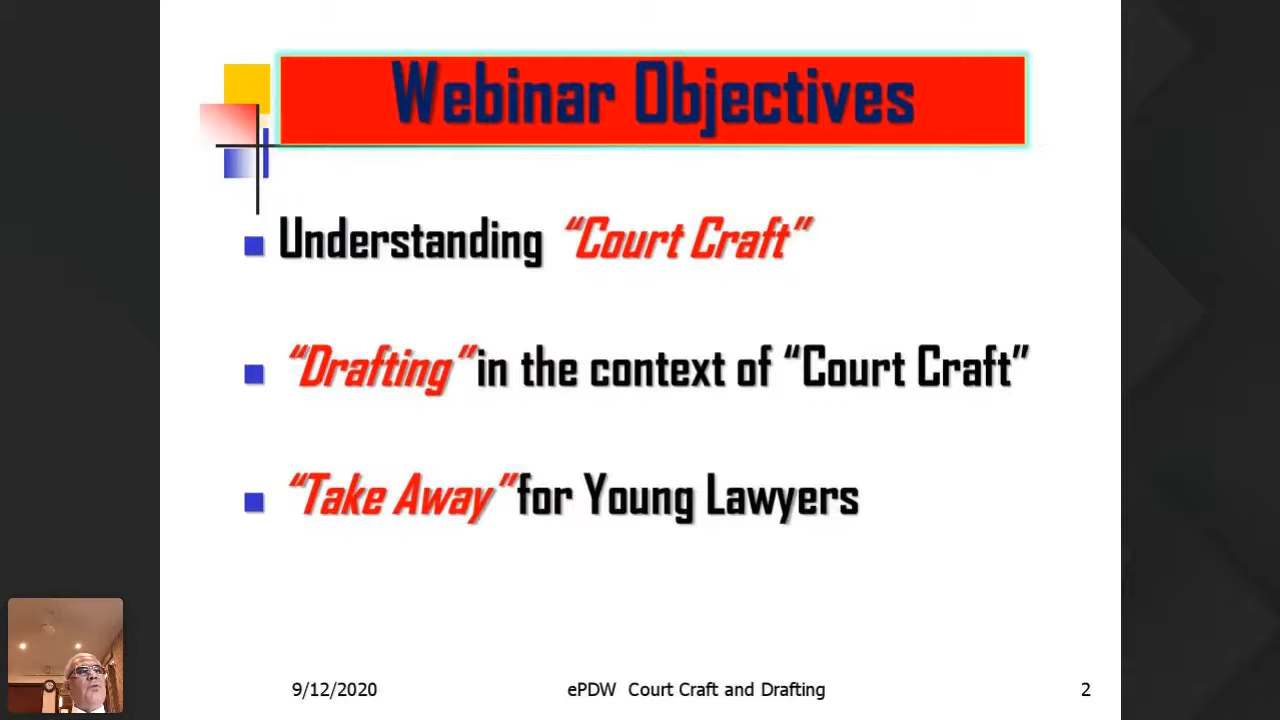 Webinar Objectives
Understanding “Court Craft”
“Drafting” in the context of “Court Craft”
“Take Away” for Young Lawyers
9/12/2020 ePDW Court Craft and Drafting 2